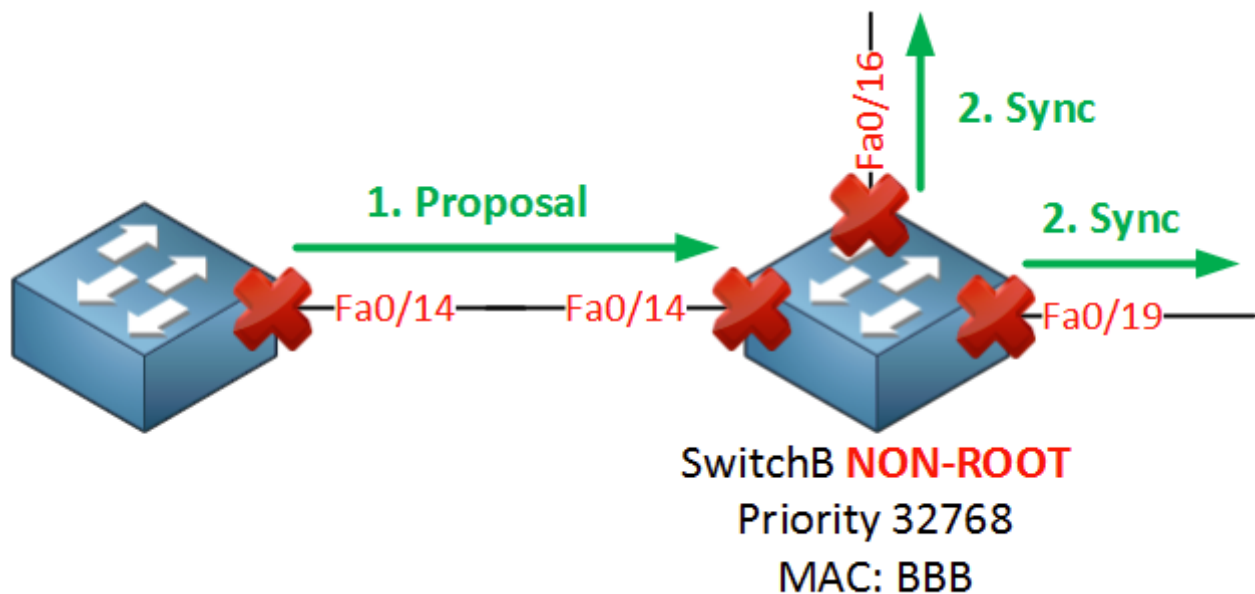 Fa0/16
2. Sync
1. Proposal
2. Sync
Fa0/14
Fa0/14
Fa0/19
SwitchB NON-ROOT
Priority 32768
MAC: BBB